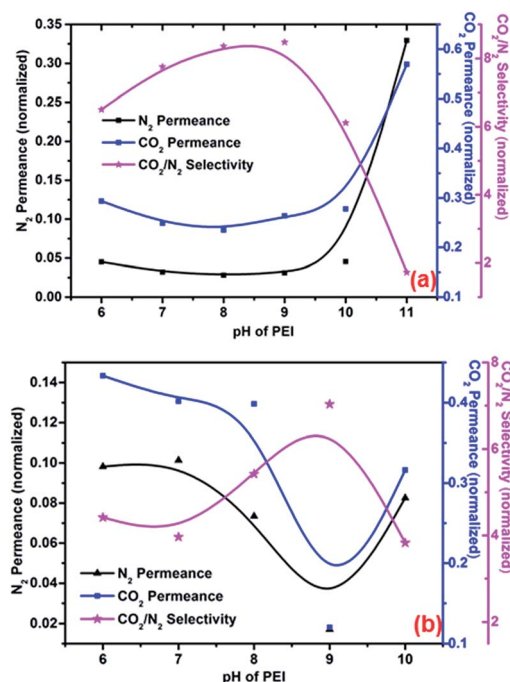 0.35
0.30
0.25
0.20
0.15
0.10
0.05
0.00
N₂ Permeance (normalized)
N₂ Permeance
CO₂ Permeance
CO₂/N₂ Selectivity
6 7 8 9 10 11
pH of PEI
0.6
0.5
0.4
0.3
0.2
0.1
CO₂ Permeance (normalized)
8
6
4
2
CO₂/N₂ Selectivity (normalized)
(a)
0.14
0.12
0.10
0.08
0.06
0.04
0.02
N₂ Permeance (normalized)
N₂ Permeance
CO₂ Permeance
CO₂/N₂ Selectivity
6 7 8 9 10
pH of PEI
0.4
0.3
0.2
0.1
CO₂ Permeance (normalized)
8
6
4
2
CO₂/N₂ Selectivity (normalized)
(b)